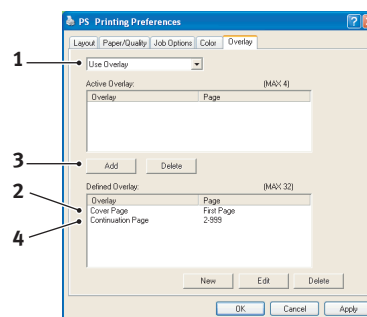 PS Printing Preferences
Layout Paper/Quality Job Options Color Overlay
1 Use Overlay
Active Overlay: (MAX 4)
Overlay Page
3 Add Delete
Defined Overlay: (MAX 32)
Overlay Page
2 Cover Page First Page
4 Continuation Page 2-999
New Edit Delete
OK Cancel Apply